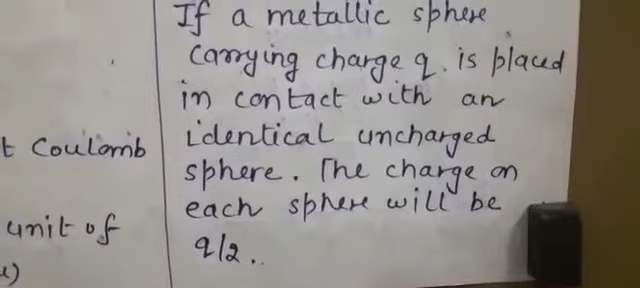 If a metallic sphere
carrying charge q. is placed
in contact with an
identical uncharged
sphere. The charge on
each sphere will be
q/2.
t Coulomb
unit of